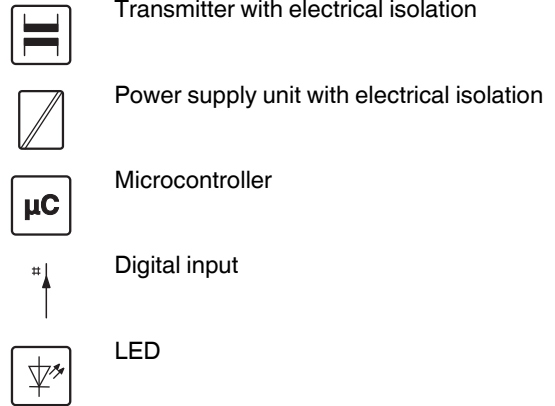 Transmitter with electrical isolation
Power supply unit with electrical isolation
µC Microcontroller
# Digital input
LED